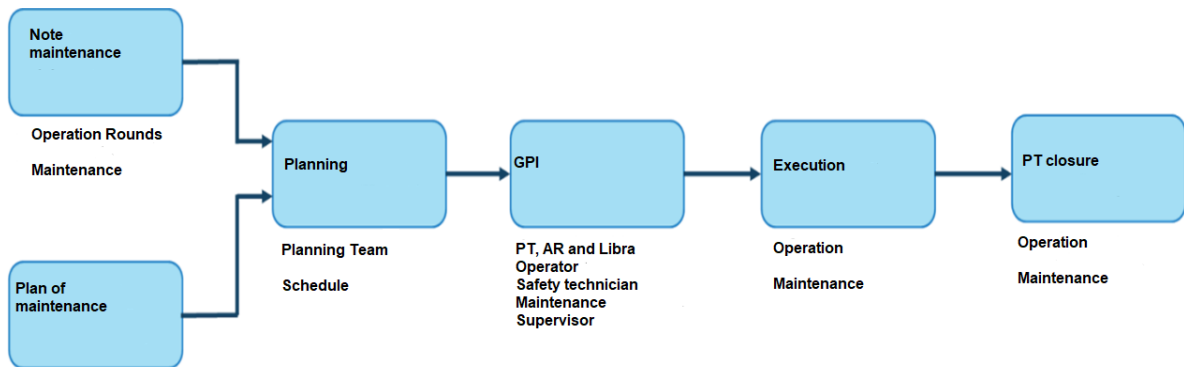 Note
maintenance
Operation Rounds
Maintenance
Plan of
maintenance
Planning
Planning Team
Schedule
GPI
PT, AR and Libra
Operator
Safety technician
Maintenance
Supervisor
Execution
Operation
Maintenance
PT closure
Operation
Maintenance